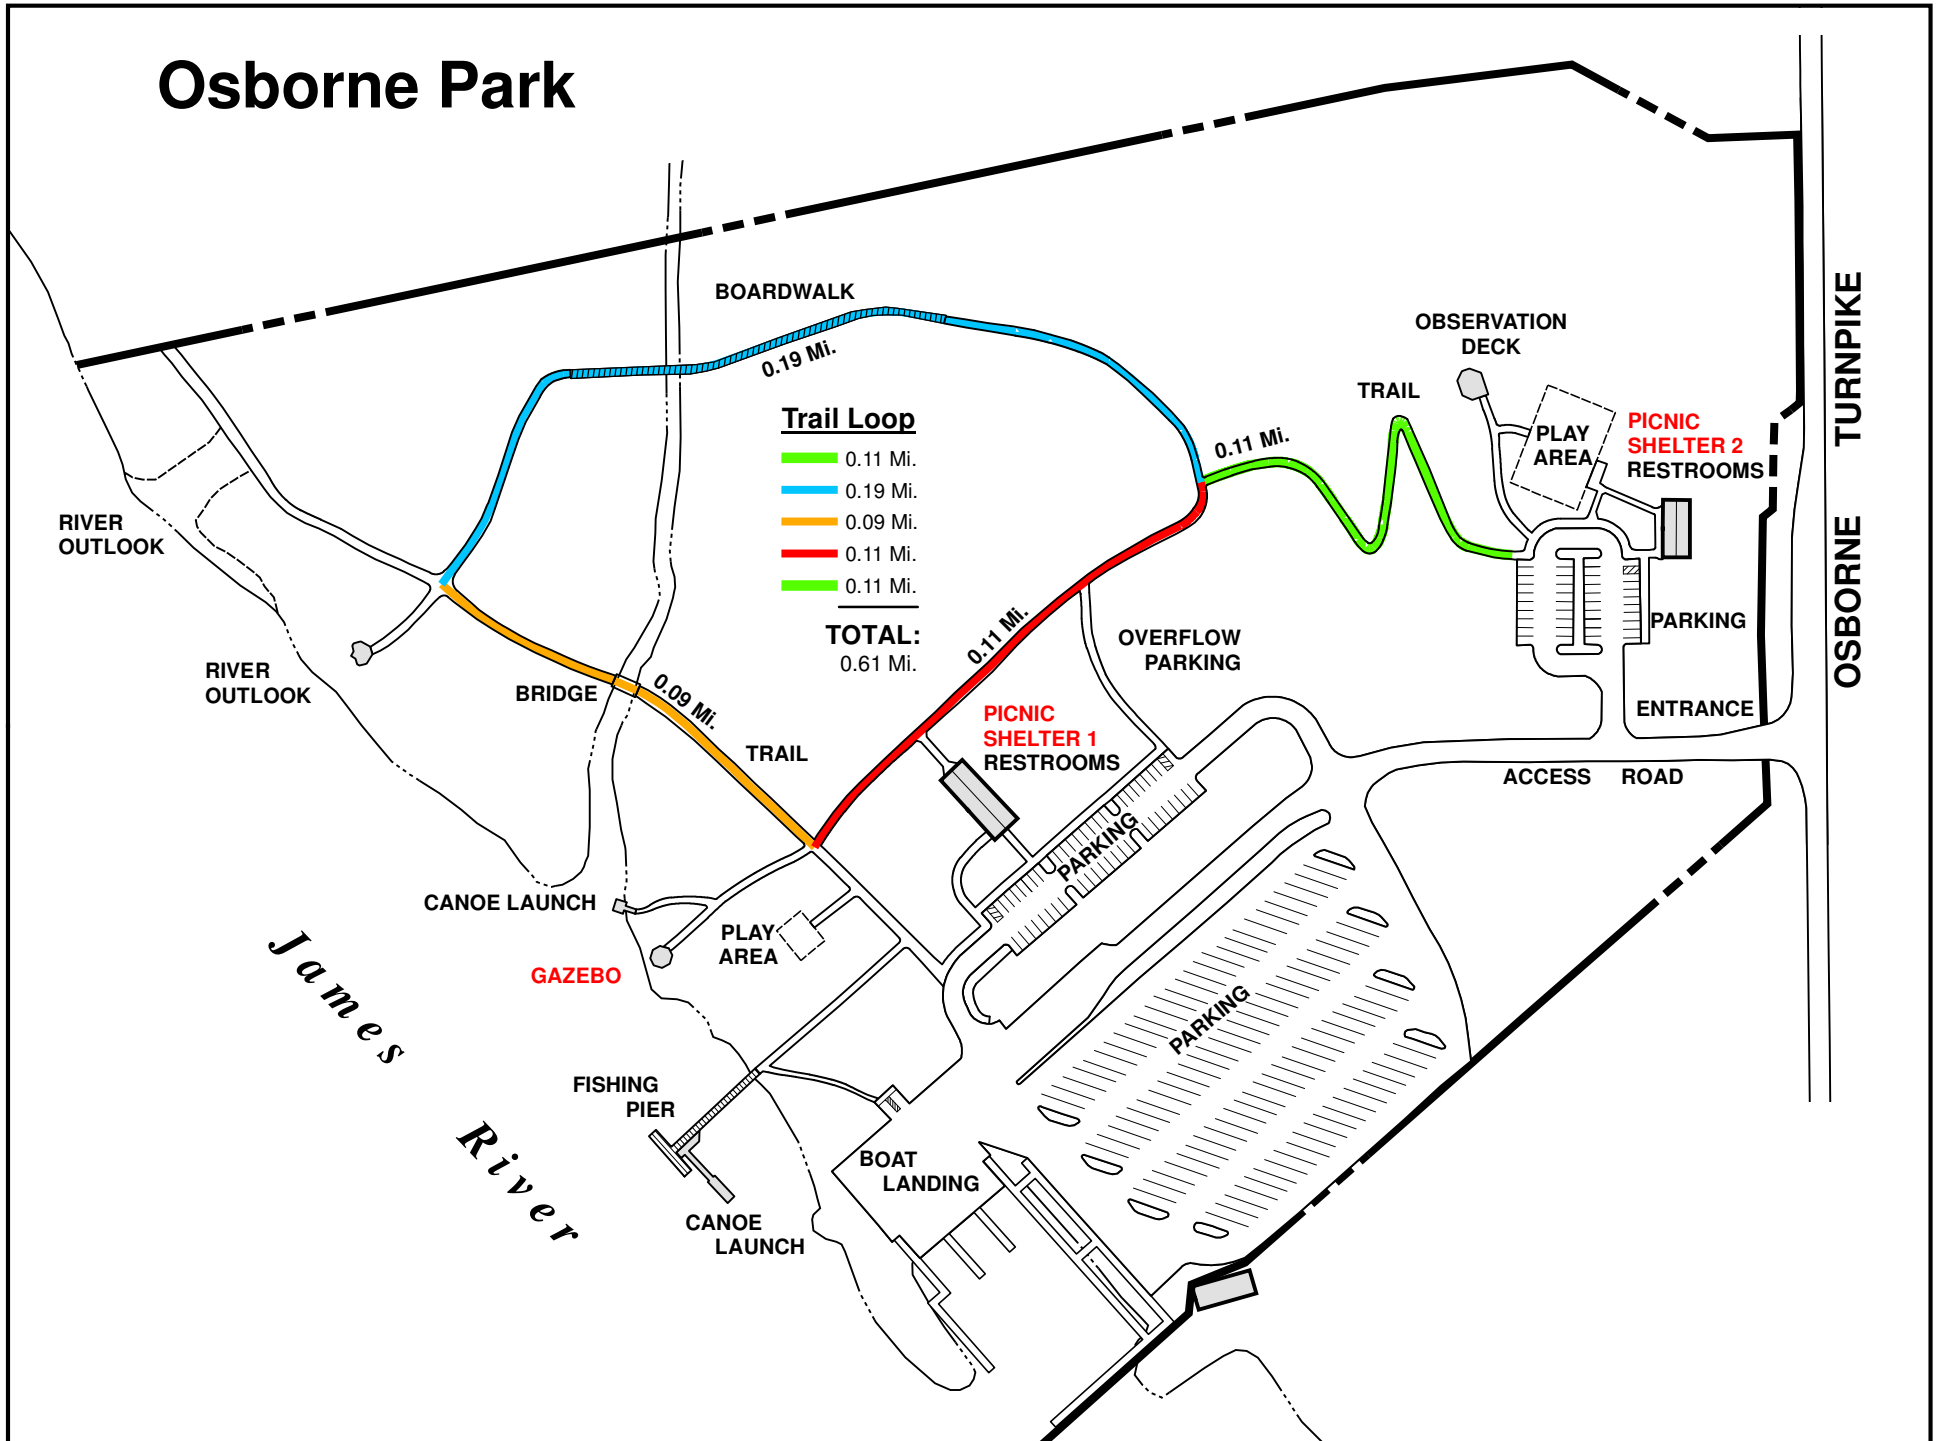 Osborne Park
BOARDWALK
0.19 Mi.
OBSERVATION
DECK
TRAIL
0.11 Mi.
PLAY
AREA
PICNIC
SHELTER 2
RESTROOMS
OSBORNE TURNPIKE
Trail Loop
0.11 Mi.
0.19 Mi.
0.09 Mi.
0.11 Mi.
0.11 Mi.
TOTAL:
0.61 Mi.
RIVER
OUTLOOK
RIVER
OUTLOOK
BRIDGE
0.09 Mi.
TRAIL
0.11 Mi.
OVERFLOW
PARKING
PARKING
ENTRANCE
ACCESS ROAD
PICNIC
SHELTER 1
RESTROOMS
PARKING
CANOE LAUNCH
PLAY
AREA
GAZEBO
PARKING
James River
FISHING
PIER
BOAT
LANDING
CANOE
LAUNCH